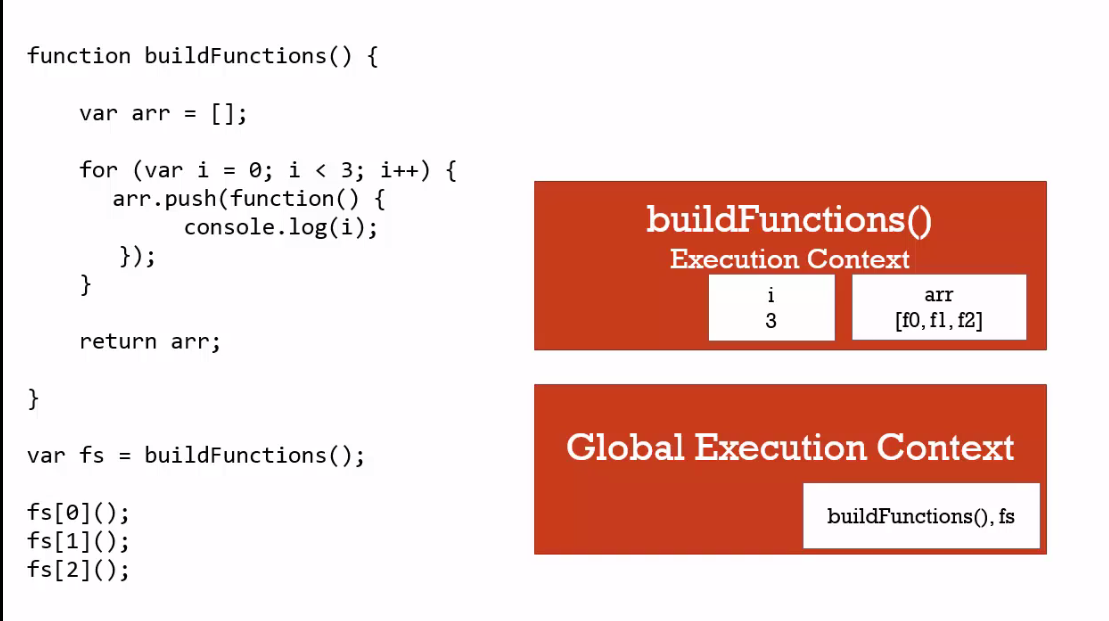 function buildFunctions() {
var arr = [];
for (var i = 0; i < 3; i++) {
arr.push(function() {
console.log(i);
});
}
return arr;
}
var fs = buildFunctions();
fs[0]();
fs[1]();
fs[2]();
buildFunctions()
Execution Context
i
3
arr
[f0, f1, f2]
Global Execution Context
buildFunctions(), fs